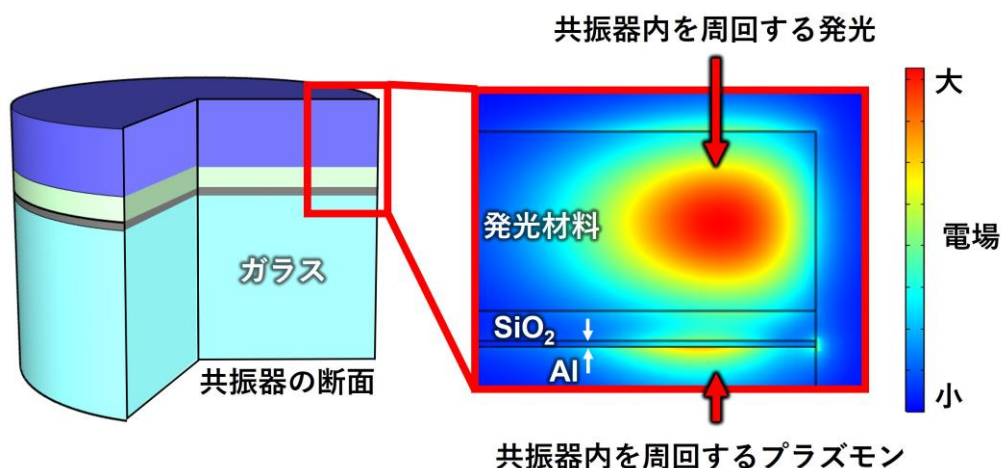 共振器内を周回する発光
大
発光材料
電場
ガラス
SiO₂
Al
共振器の断面
小
共振器内を周回するプラズモン